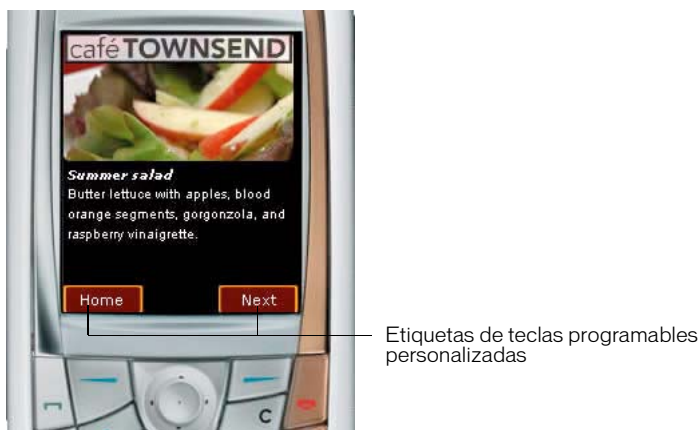 café TOWNSEND
Summer salad
Butter lettuce with apples, blood
orange segments, gorgonzola, and
raspberry vinaigrette.
Home Next
Etiquetas de teclas programables
personalizadas
C